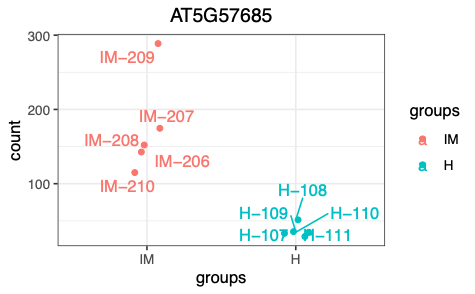 AT5G57685
300
200
100
count
IM−209
IM−207
IM−208
IM−206
IM−210
H−108
H−109
H−110
H−107
H−111
IM
H
groups
groups
a IM
a H